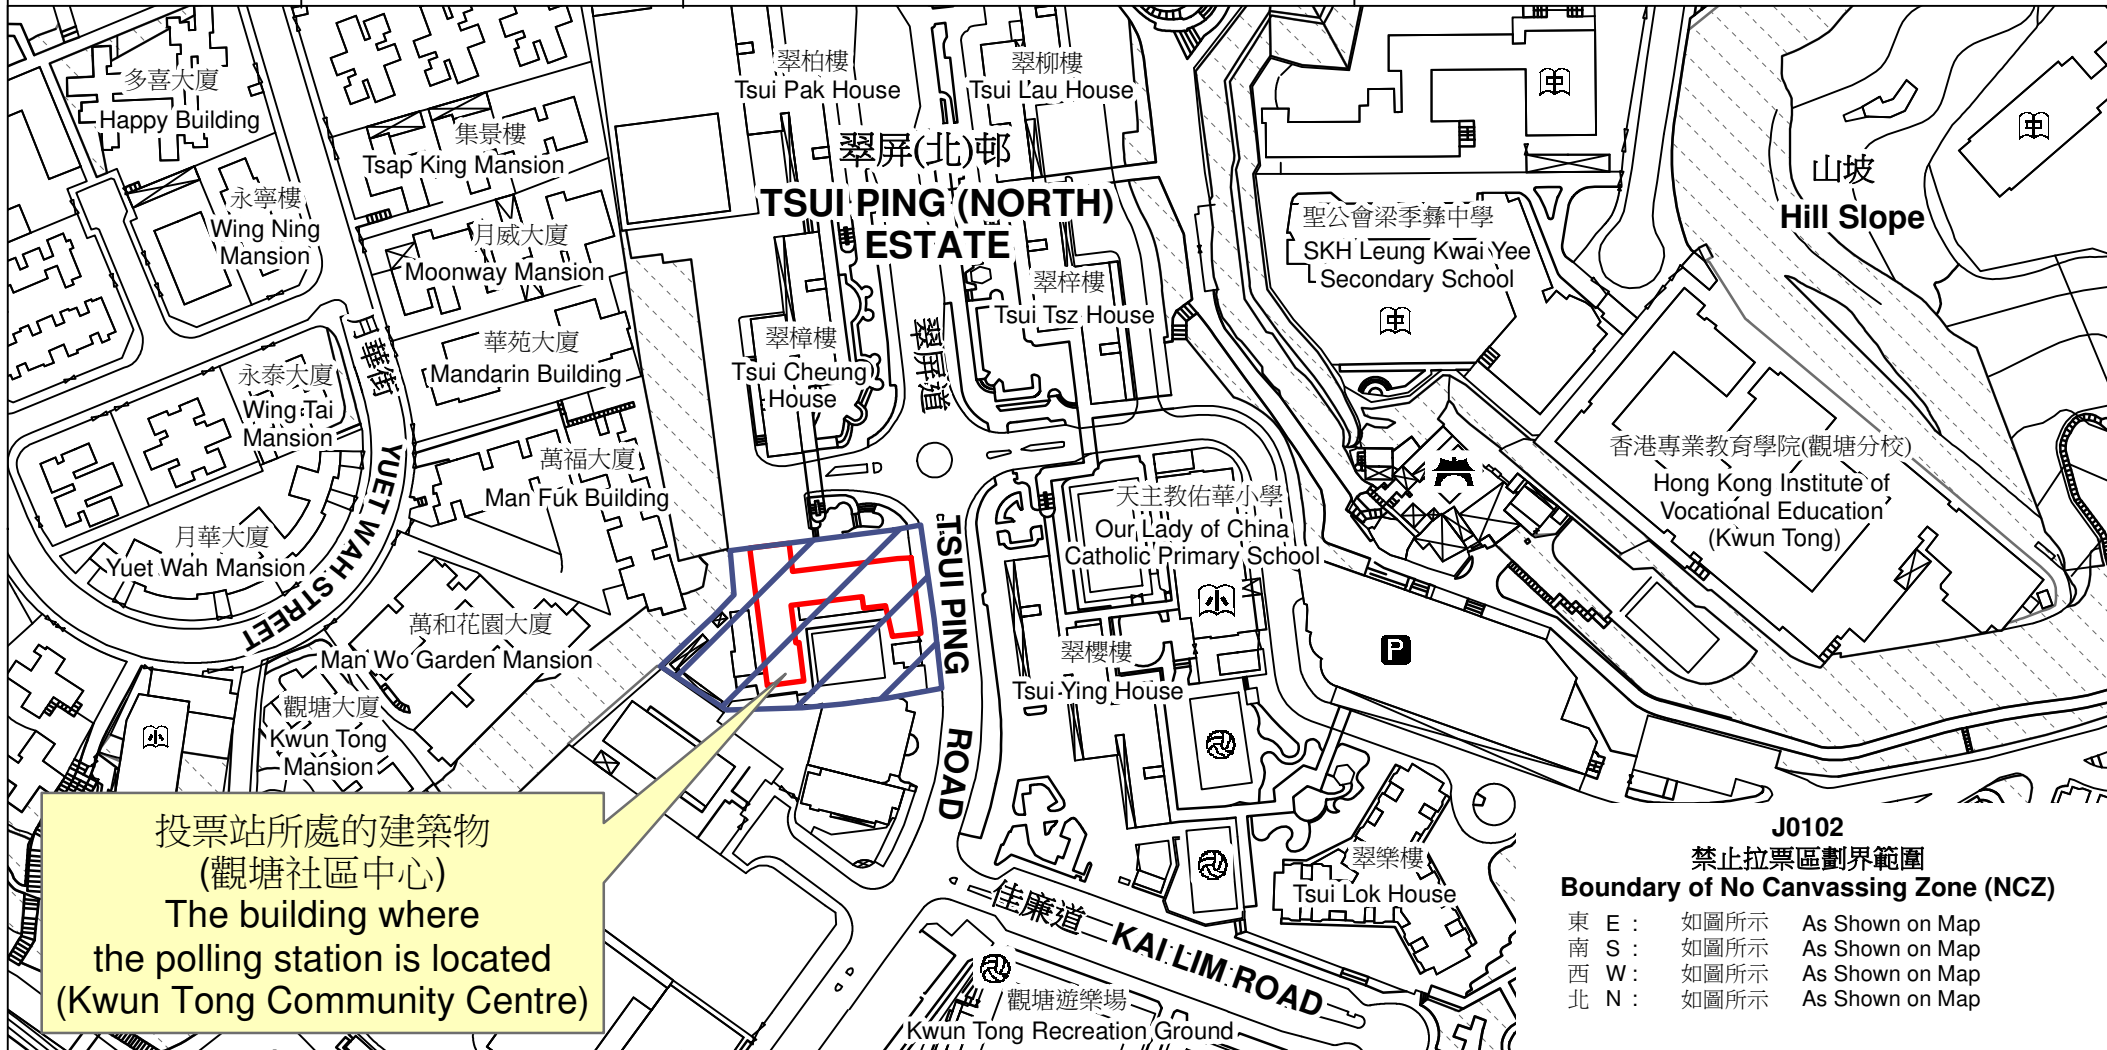 多喜大廈
Happy Building
集景樓
Tsap King Mansion
永寧樓
Wing Ning
Mansion
月威大廈
Moonway Mansion
華苑大廈
Mandarin Building
永泰大廈
Wing Tai
Mansion
月華街
YUET WAH STREET
萬福大廈
Man Fuk Building
月華大廈
Yuet Wah Mansion
萬和花園大廈
Man Wo Garden Mansion
觀塘大廈
Kwun Tong
Mansion
小
翠柏樓
Tsui Pak House
翠柳樓
Tsui Lau House
翠屏(北)邨
TSUI PING (NORTH)
ESTATE
翠梓樓
Tsui Tsz House
翠樟樓
Tsui Cheung
House
翠屏道
TSUI PING ROAD
天主教佑華小學
Our Lady of China
Catholic Primary School
小
翠櫻樓
Tsui Ying House
中
中
山坡
Hill Slope
聖公會梁季彞中學
SKH Leung Kwai Yee
Secondary School
中
香港專業教育學院(觀塘分校)
Hong Kong Institute of
Vocational Education
(Kwun Tong)
P
翠樂樓
Tsui Lok House
佳廉道
KAI LIM ROAD
觀塘遊樂場
Kwun Tong Recreation Ground
投票站所處的建築物
(觀塘社區中心)
The building where
the polling station is located
(Kwun Tong Community Centre)
J0102
禁止拉票區劃界範圍
Boundary of No Canvassing Zone (NCZ)
東 E : 如圖所示 As Shown on Map
南 S : 如圖所示 As Shown on Map
西 W : 如圖所示 As Shown on Map
北 N : 如圖所示 As Shown on Map